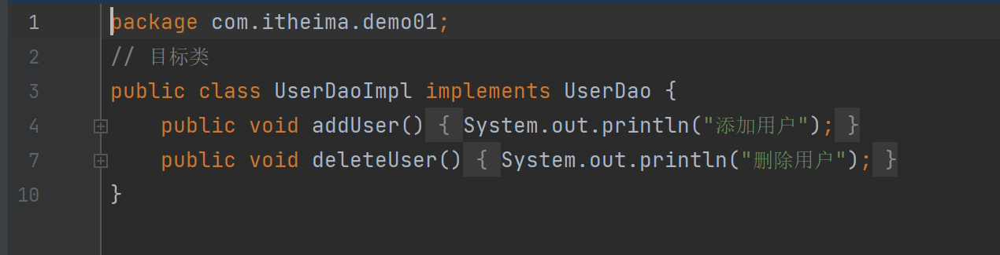 1 package com.itheima.demo01;
2 // 目标类
3 public class UserDaoImpl implements UserDao {
4 public void addUser() { System.out.println("添加用户"); }
7 public void deleteUser() { System.out.println("删除用户"); }
10 }